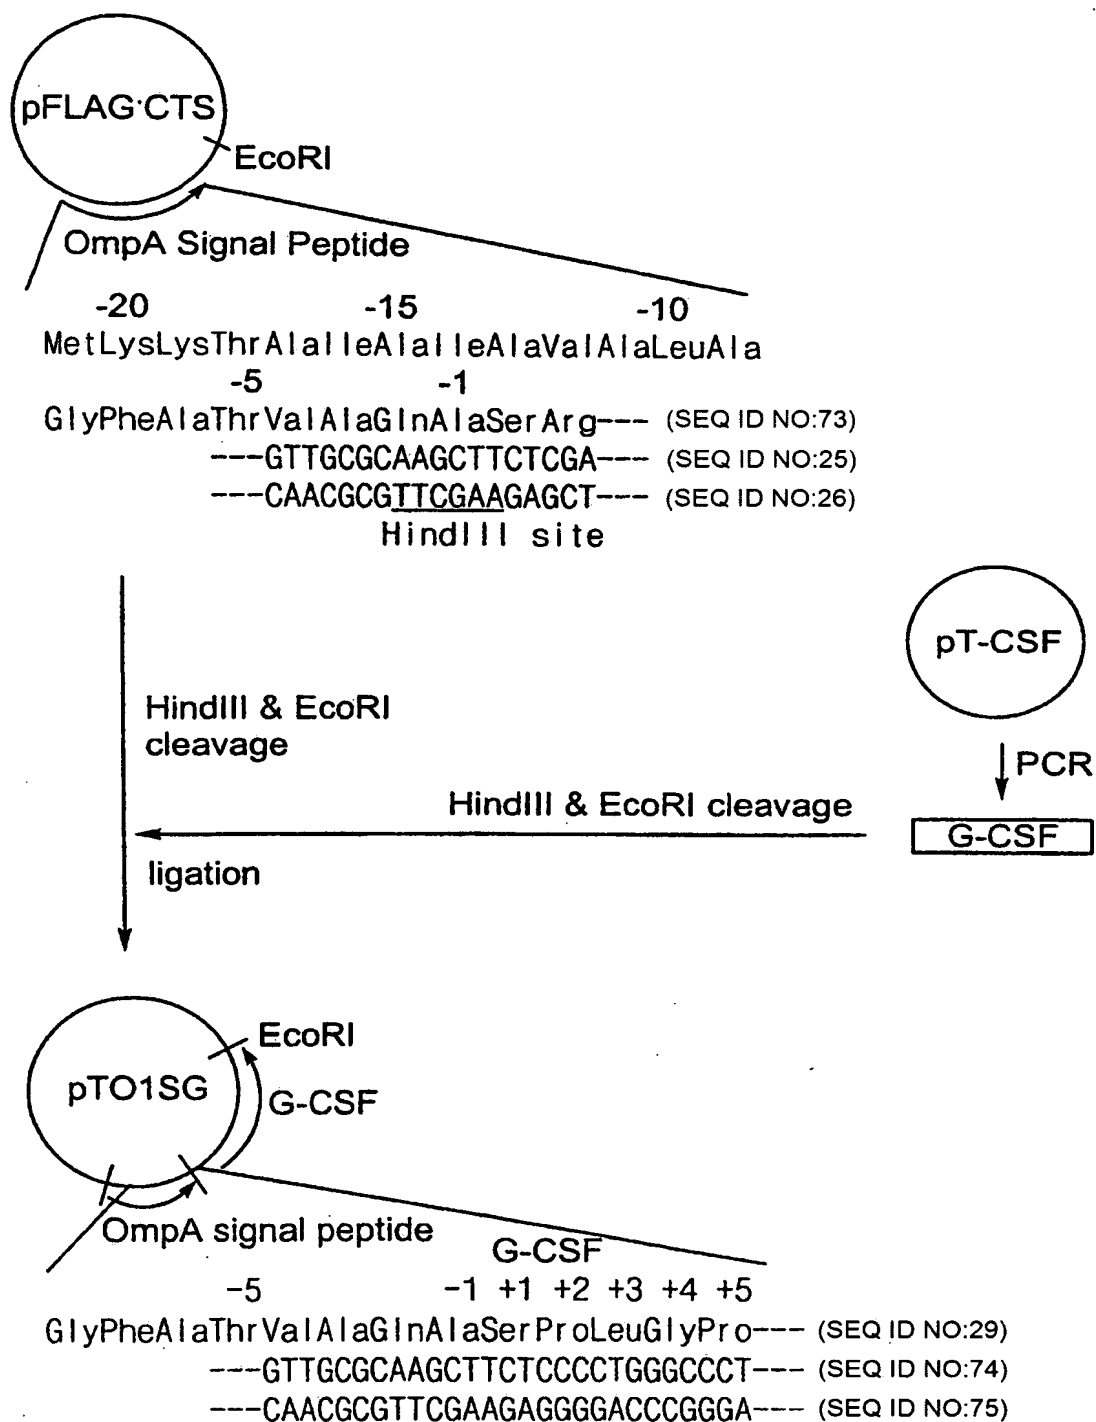 pFLAG·CTS
EcoRI
OmpA Signal Peptide
-20 -15 -10
MetLysLysThrAlaIleAlaIleAlaValAlaLeuAla
-5 -1
GlyPheAlaThrValAlaGlnAlaSerArg--- (SEQ ID NO:73)
---GTTGCGCAAGCTTCTCGA--- (SEQ ID NO:25)
---CAACGCGTTCGAAGAGCT--- (SEQ ID NO:26)
HindIII site
pT-CSF
HindIII & EcoRI
cleavage
PCR
HindIII & EcoRI cleavage
G-CSF
ligation
EcoRI
pTO1SG
G-CSF
OmpA signal peptide
G-CSF
-5 -1 +1 +2 +3 +4 +5
GlyPheAlaThrValAlaGlnAlaSerProLeuGlyPro--- (SEQ ID NO:29)
---GTTGCGCAAGCTTCTCCCCTGGGCCCT--- (SEQ ID NO:74)
---CAACGCGTTCGAAGAGGGGACCCGGGA--- (SEQ ID NO:75)